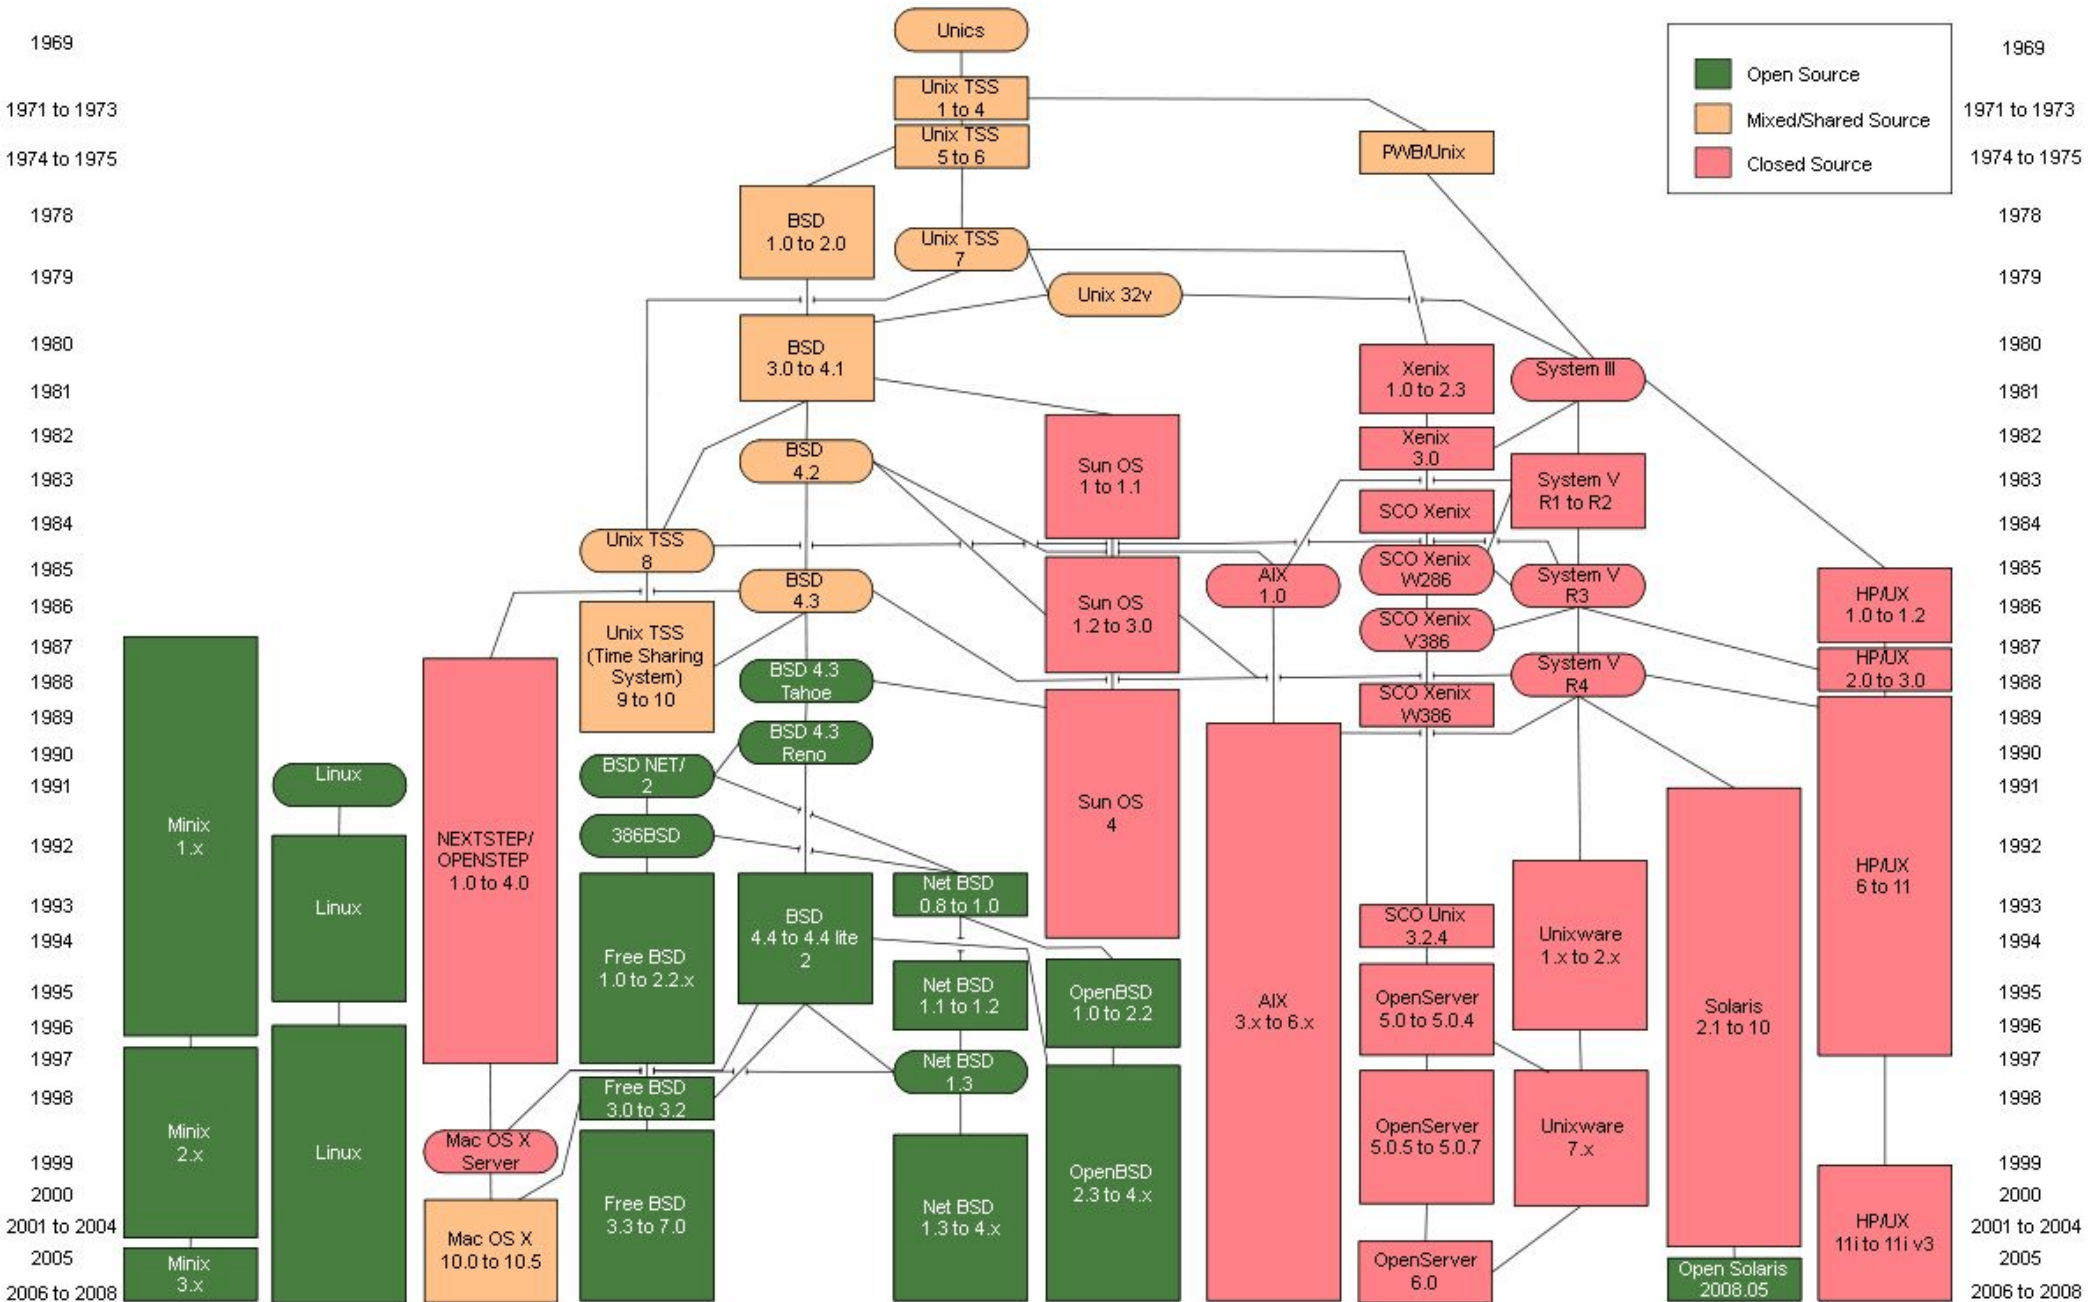 Unics
1969
1969
Open Source
Unix TSS
1 to 4
1971 to 1973
1971 to 1973
Mixed/Shared Source
Unix TSS
5 to 6
PWB/Unix
1974 to 1975
1974 to 1975
Closed Source
1978
1978
BSD
1.0 to 2.0
Unix TSS
7
1979
1979
Unix 32v
1980
1980
BSD
3.0 to 4.1
Xenix
1.0 to 2.3
System III
1981
1981
1982
1982
BSD
4.2
Sun OS
1 to 1.1
Xenix
3.0
1983
1983
System V
R1 to R2
SCO Xenix
1984
1984
Unix TSS
8
SCO Xenix
W286
1985
1985
BSD
4.3
AIX
1.0
System V
R3
1986
1986
Sun OS
1.2 to 3.0
HP/UX
1.0 to 1.2
SCO Xenix
V386
Unix TSS
(Time Sharing
System)
9 to 10
1987
1987
BSD 4.3
Tahoe
System V
R4
HP/UX
2.0 to 3.0
1988
1988
SCO Xenix
W386
1989
1989
BSD 4.3
Reno
1990
1990
BSD NET/
2
Linux
1991
1991
Minix
1.x
Sun OS
4
386BSD
NEXTSTEP/
OPENSTEP
1.0 to 4.0
1992
1992
HP/UX
6 to 11
Net BSD
0.8 to 1.0
Linux
1993
1993
BSD
4.4 to 4.4 lite
2
SCO Unix
3.2.4
1994
1994
Unixware
1.x to 2.x
Free BSD
1.0 to 2.2.x
1995
1995
Net BSD
1.1 to 1.2
OpenBSD
1.0 to 2.2
AIX
3.x to 6.x
OpenServer
5.0 to 5.0.4
Solaris
2.1 to 10
1996
1996
1997
1997
Net BSD
1.3
Free BSD
3.0 to 3.2
1998
1998
Minix
2.x
Linux
Mac OS X
Server
OpenServer
5.0.5 to 5.0.7
Unixware
7.x
1999
1999
OpenBSD
2.3 to 4.x
2000
2000
Free BSD
3.3 to 7.0
Net BSD
1.3 to 4.x
2001 to 2004
2001 to 2004
HP/UX
11i to 11i v3
Mac OS X
10.0 to 10.5
2005
2005
Minix
3.x
OpenServer
6.0
Open Solaris
2008.05
2006 to 2008
2006 to 2008